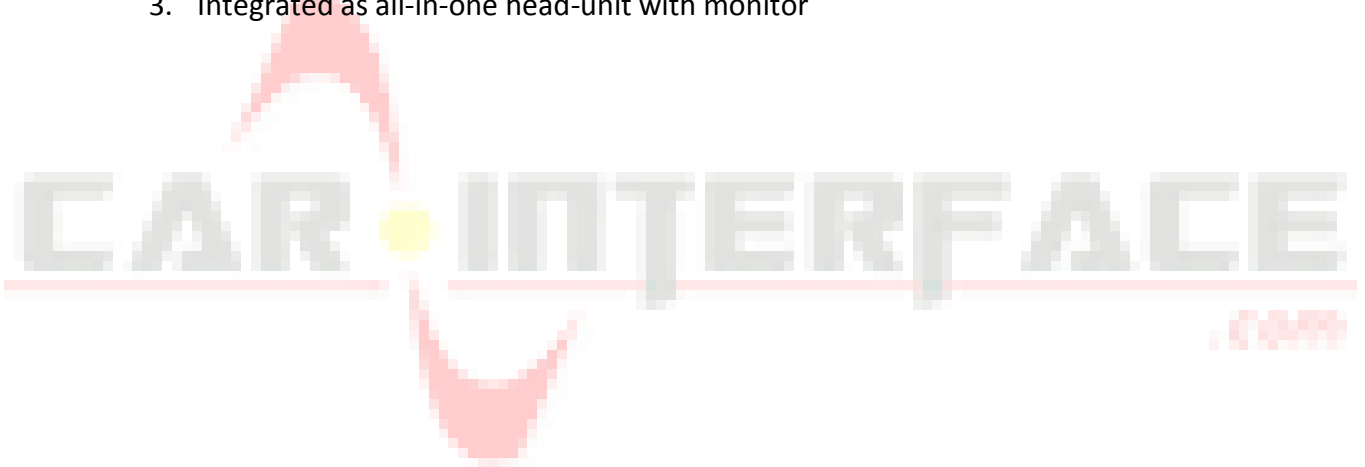 3. Integrated as all-in-one head-unit with monitor
CAR INTERFACE
.com